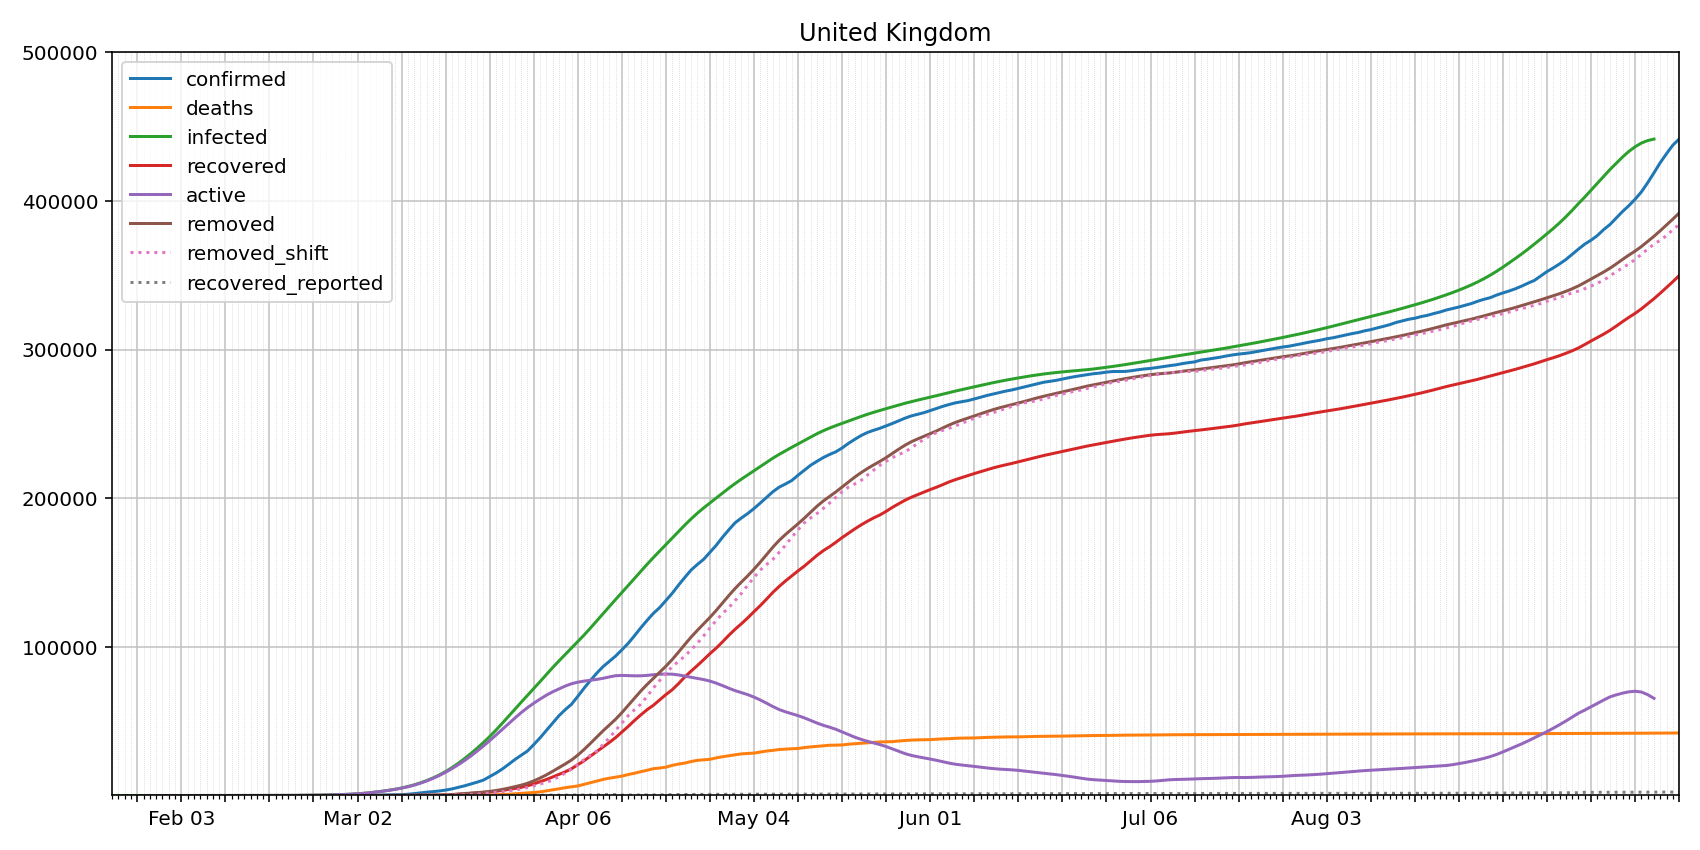 United Kingdom
500000
400000
300000
200000
100000
confirmed
deaths
infected
recovered
active
removed
removed_shift
recovered_reported
Feb 03 Mar 02 Apr 06 May 04 Jun 01 Jul 06 Aug 03